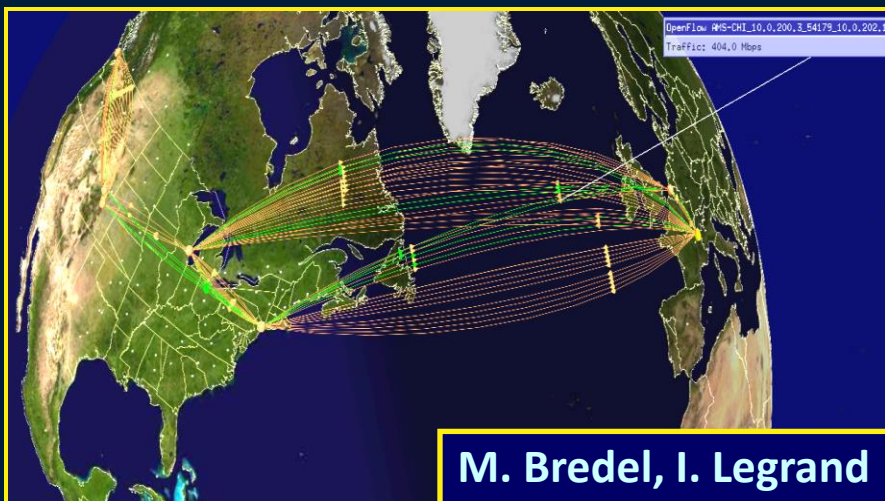 OpenFlow AMS-CHI_10.0.200.3_54179_10.0.202.1
Traffic: 404.0 Mbps
M. Bredel, I. Legrand